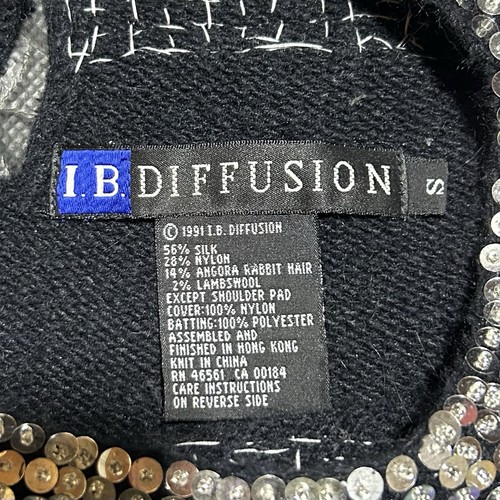 I.B. DIFFUSION S
© 1991 I.B. DIFFUSION
56% SILK
28% NYLON
14% ANGORA RABBIT HAIR
2% LAMBSWOOL
EXCEPT SHOULDER PAD
COVER:100% NYLON
BATTING:100% POLYESTER
ASSEMBLED AND
FINISHED IN HONG KONG
KNIT IN CHINA
RN 46561 CA 00184
CARE INSTRUCTIONS
ON REVERSE SIDE